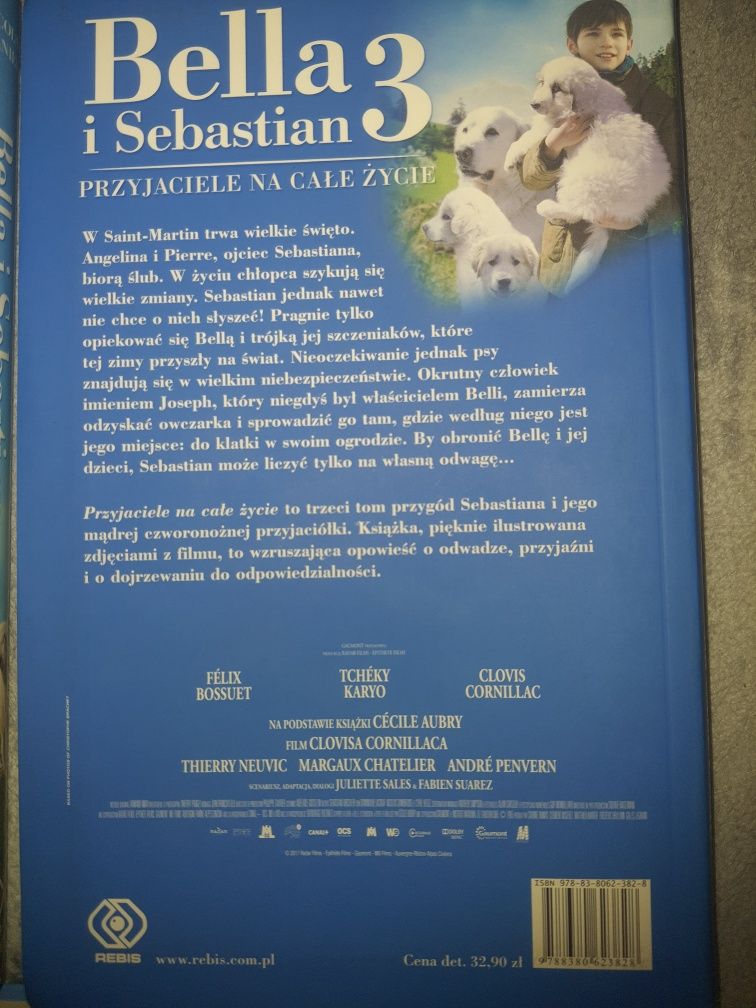 Bella
i Sebastian 3
PRZYJACIELE NA CAŁE ŻYCIE
W Saint-Martin trwa wielkie święto.
Angelina i Pierre, ojciec Sebastiana,
biorą ślub. W życiu chłopca szykują się
wielkie zmiany. Sebastian jednak nawet
nie chce o nich słyszeć! Pragnie tylko
opiekować się Bellą i trójką jej szczeniaków, które
tej zimy przyszły na świat. Nieoczekiwanie jednak psy
znajdują się w wielkim niebezpieczeństwie. Okrutny człowiek
imieniem Joseph, który niegdyś był właścicielem Belli, zamierza
odzyskać owczarka i sprowadzić go tam, gdzie według niego jest
jego miejsce: do klatki w swoim ogrodzie. By obronić Bellę i jej
dzieci, Sebastian może liczyć tylko na własną odwagę...
Przyjaciele na całe życie to trzeci tom przygód Sebastiana i jego
mądrej czworonożnej przyjaciółki. Książka, pięknie ilustrowana
zdjęciami z filmu, to wzruszająca opowieść o odwadze, przyjaźni
i o dojrzewaniu do odpowiedzialności.
FÉLIX BOSSUET
TCHÉKY KARYO
CLOVIS CORNILLAC
NA PODSTAWIE KSIĄŻKI CÉCILE AUBRY
FILM CLOVISA CORNILLACA
THIERRY NEUVIC MARGAUX CHATELIER ANDRÉ PENVERN
SCENARIUSZ, ADAPTACJA, DIALOGI JULIETTE SALES & FABIEN SUAREZ
CANAL+ OCS DOLBY Gaumont
REBIS
www.rebis.com.pl
Cena det. 32,90 zł
ISBN 978-83-8062-382-8
9788380623828